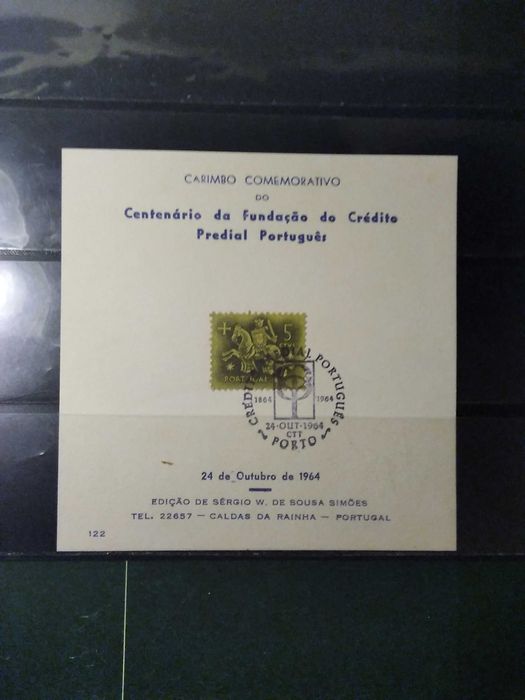 CARIMBO COMEMORATIVO
DO
Centenário da Fundação do Crédito
Predial Português
5
CTVS
PORTUGAL
CRÉDITO PREDIAL PORTUGUÊS
1864 1964
24-OUT-1964
CTT
PORTO
24 de Outubro de 1964
EDIÇÃO DE SÉRGIO W. DE SOUSA SIMÕES
TEL. 22657 — CALDAS DA RAINHA — PORTUGAL
122